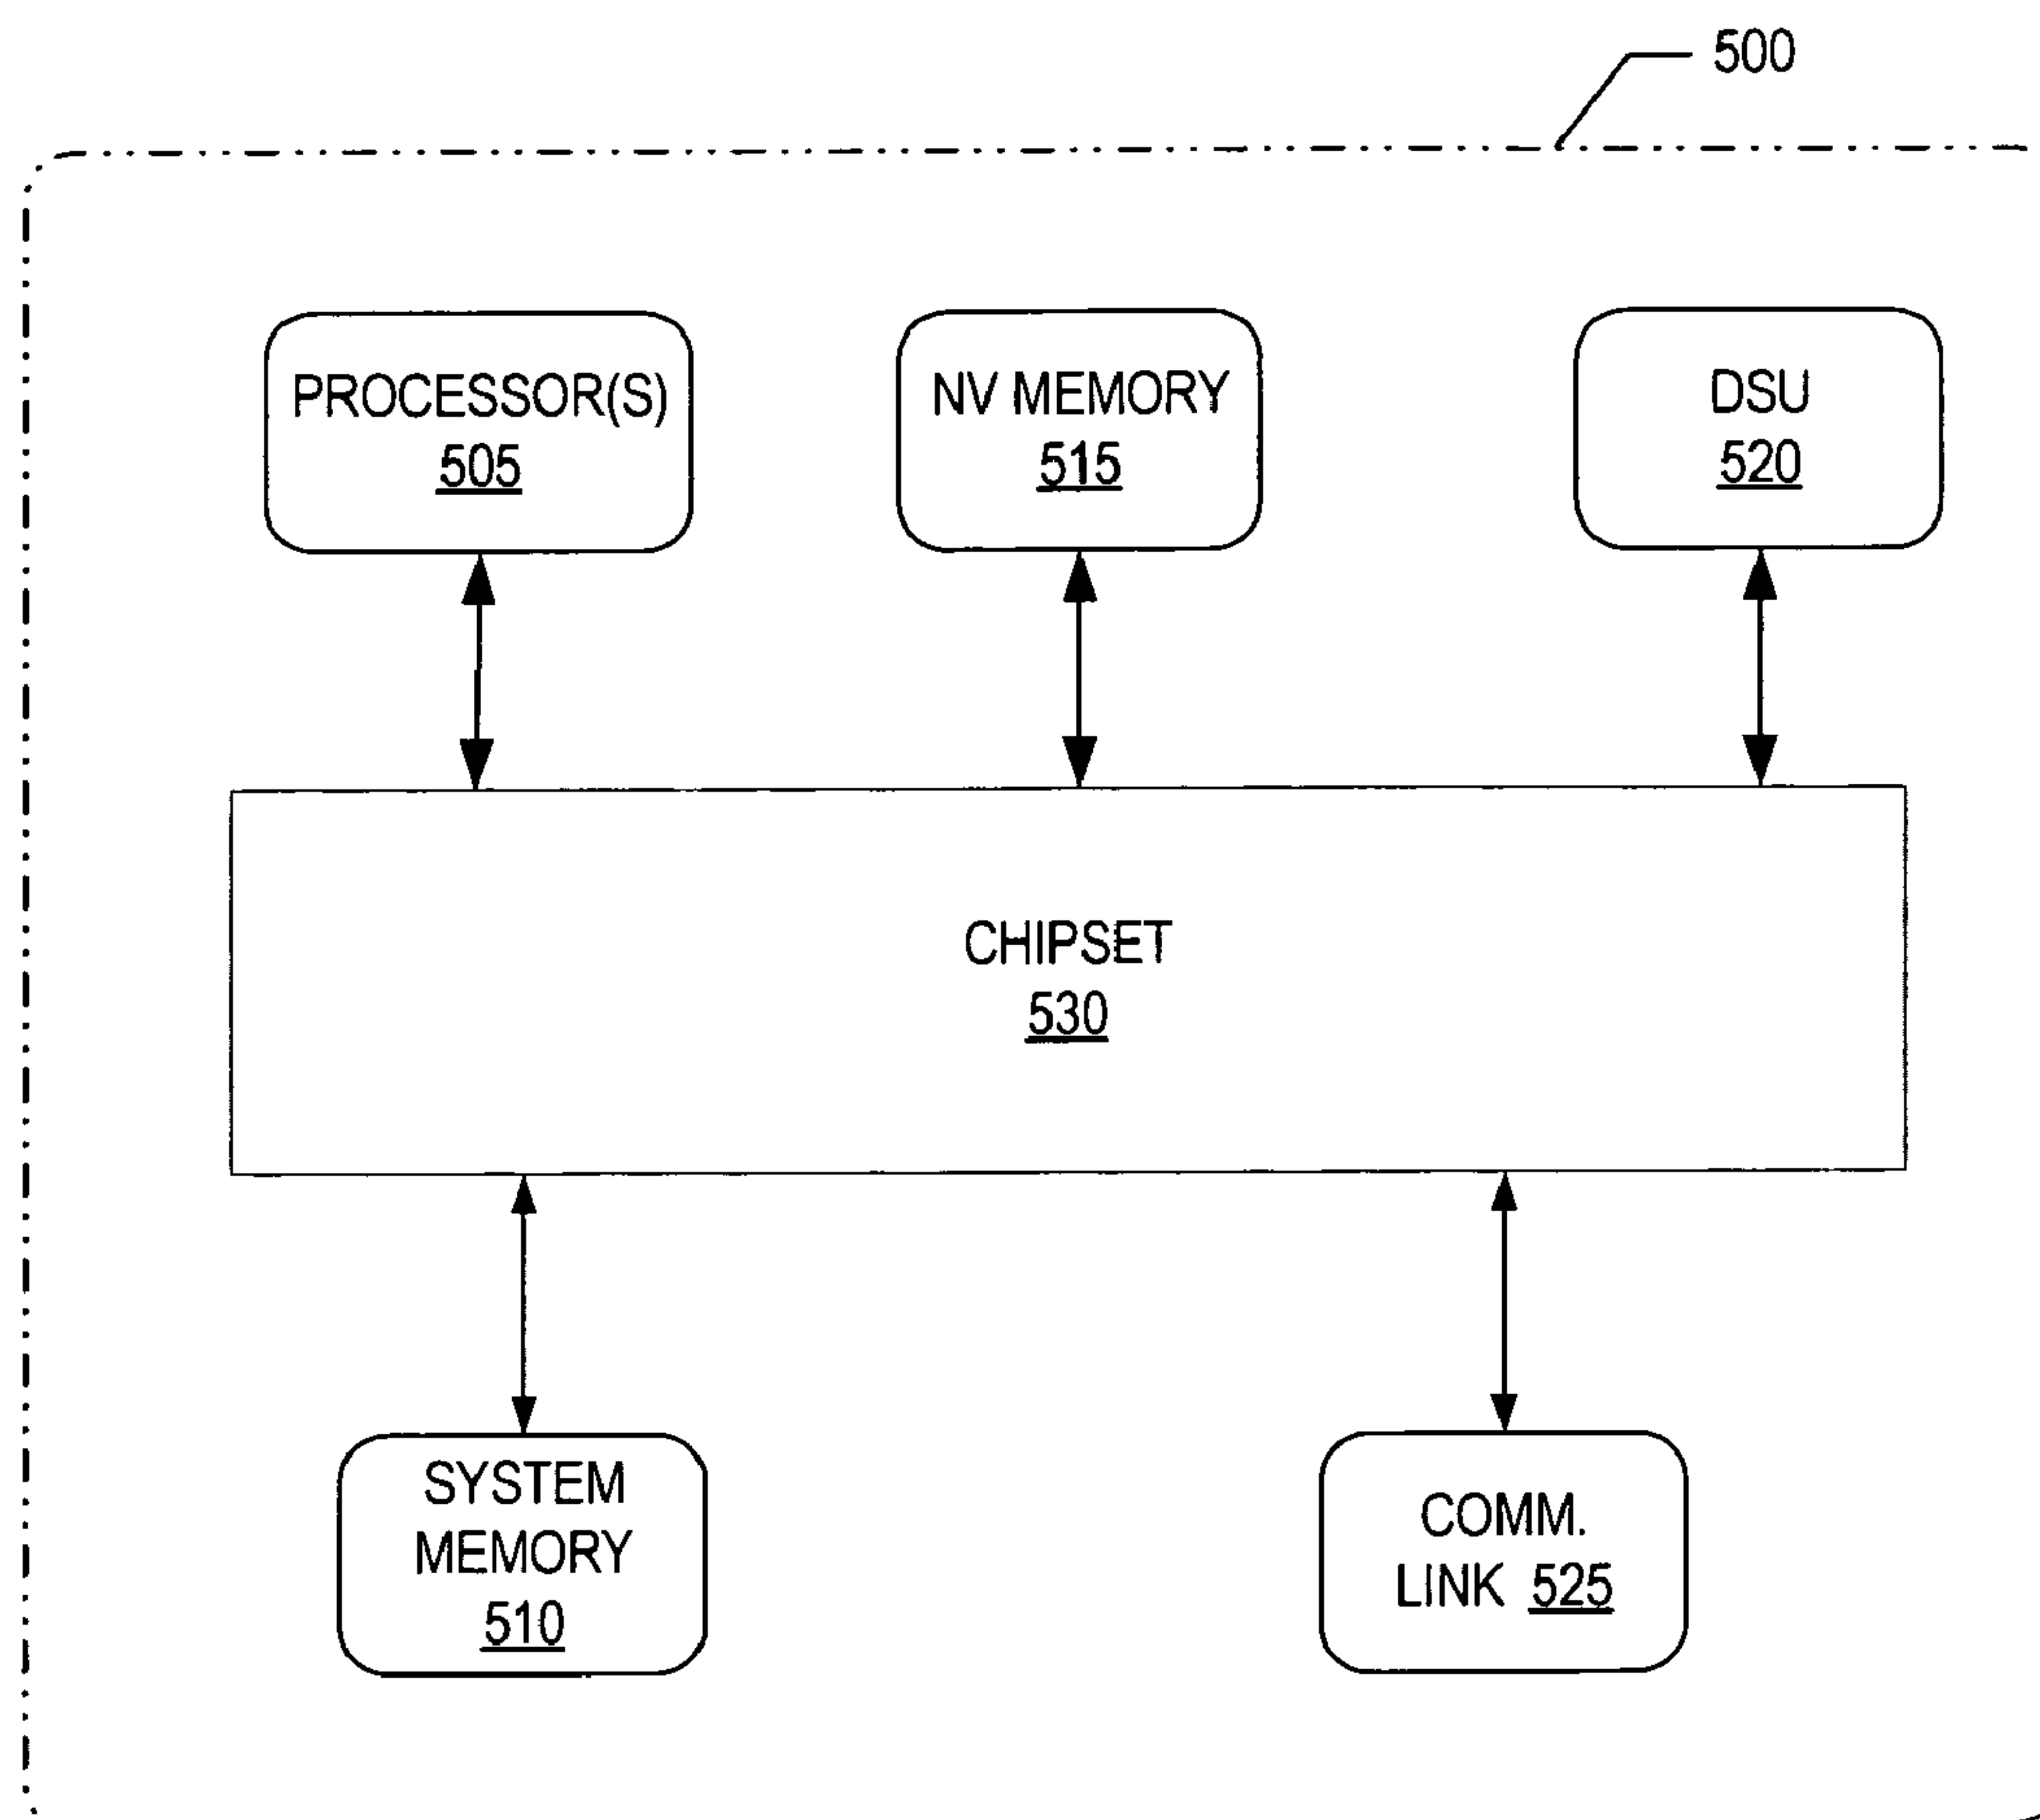 500
PROCESSOR(S)
505
NV MEMORY
515
DSU
520
CHIPSET
530
SYSTEM
MEMORY
510
COMM.
LINK 525